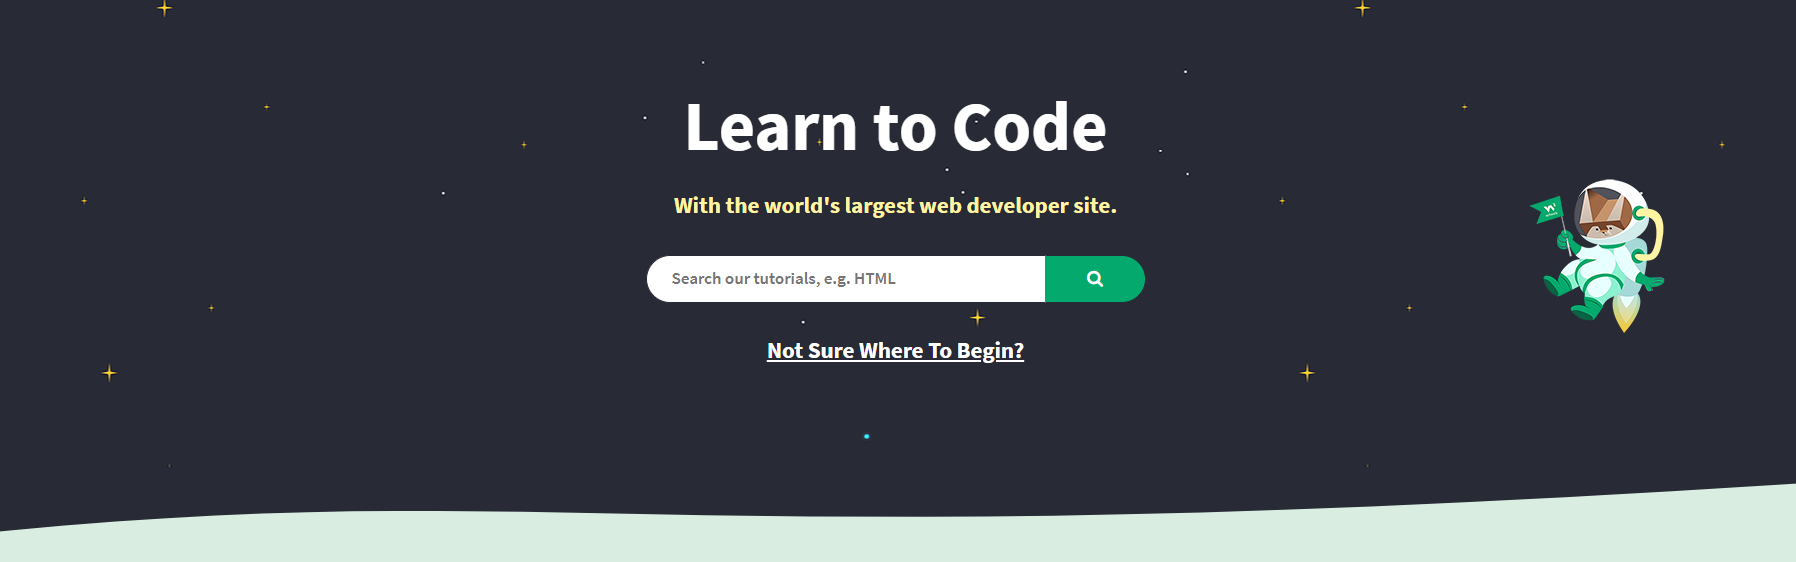 Learn to Code
With the world's largest web developer site.
Search our tutorials, e.g. HTML
Not Sure Where To Begin?